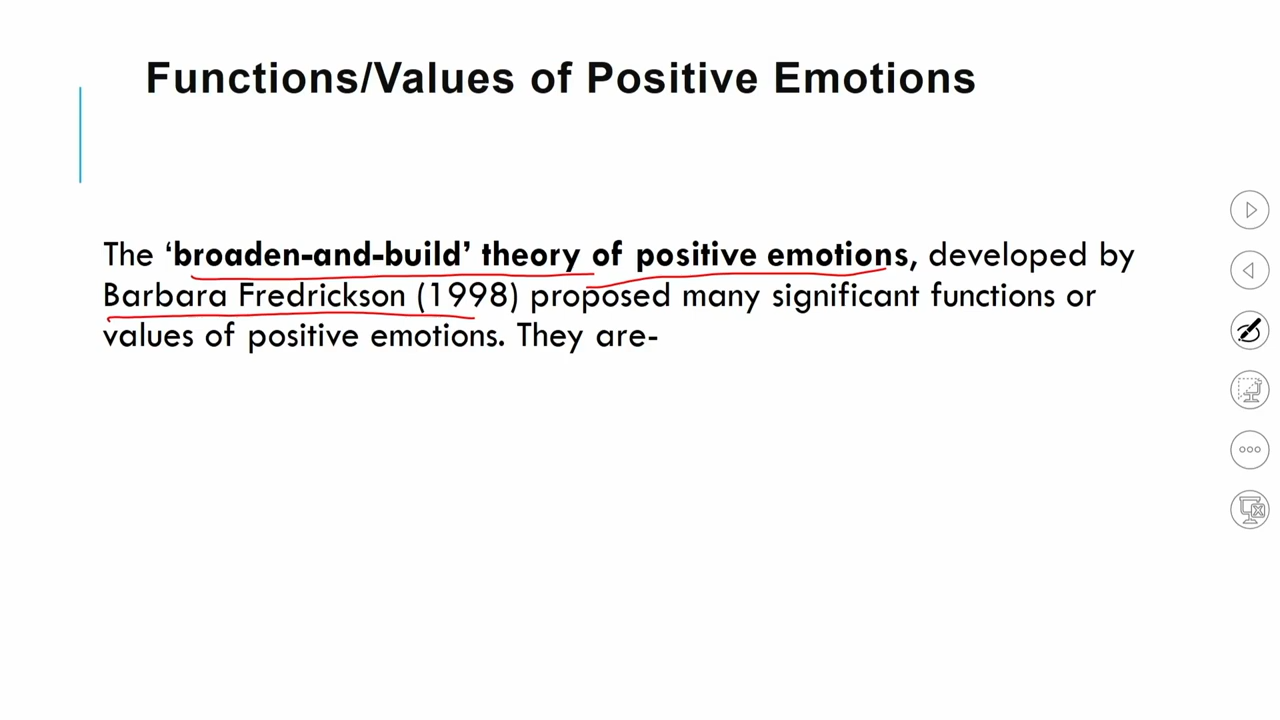 Functions/Values of Positive Emotions
The ‘broaden-and-build’ theory of positive emotions, developed by
Barbara Fredrickson (1998) proposed many significant functions or
values of positive emotions. They are-